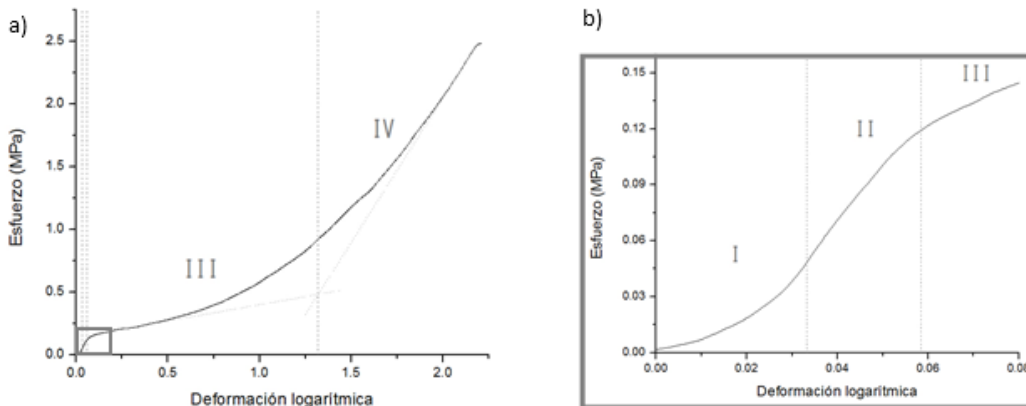 a)
Esfuerzo (MPa)
2.5
2.0
1.5
1.0
0.5
0.0
III
IV
0.0 0.5 1.0 1.5 2.0
Deformación logarítmica
b)
Esfuerzo (MPa)
0.15
0.12
0.09
0.06
0.03
0.00
I
II
III
0.00 0.02 0.04 0.06 0.08
Deformación logarítmica